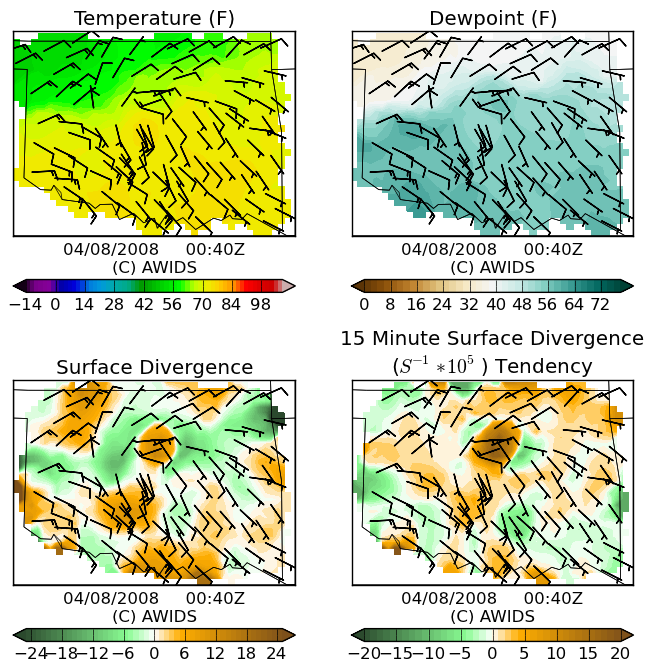 Temperature (F)
Dewpoint (F)
04/08/2008 00:40Z
(C) AWIDS
04/08/2008 00:40Z
(C) AWIDS
−14 0 14 28 42 56 70 84 98
0 8 16 24 32 40 48 56 64 72
Surface Divergence
15 Minute Surface Divergence
(S⁻¹ *10⁵ ) Tendency
04/08/2008 00:40Z
(C) AWIDS
04/08/2008 00:40Z
(C) AWIDS
−24 −18 −12 −6 0 6 12 18 24
−20 −15 −10 −5 0 5 10 15 20